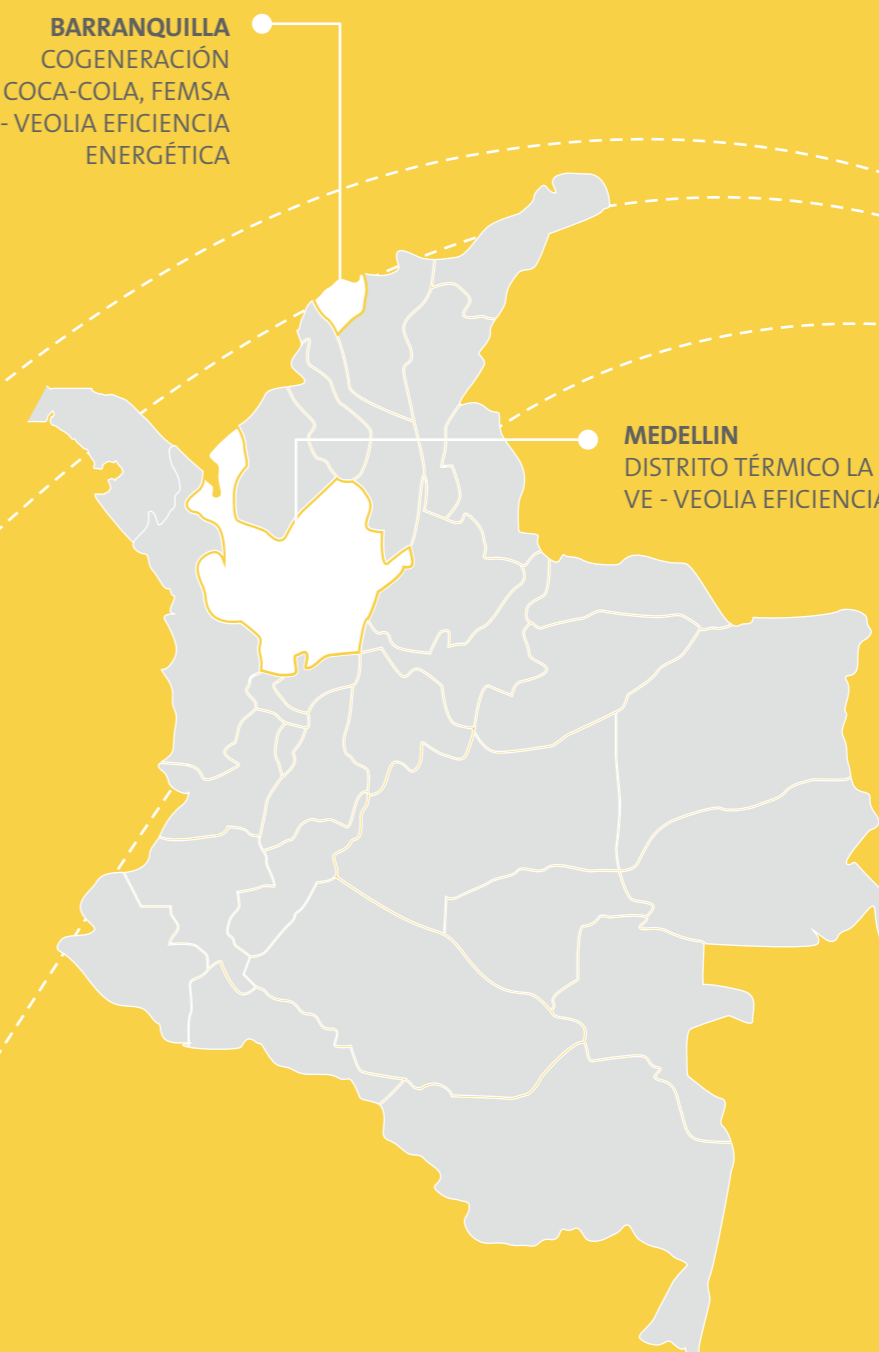 BARRANQUILLA
COGENERACIÓN
COCA-COLA, FEMSA
- VEOLIA EFICIENCIA
ENERGÉTICA
MEDELLIN
DISTRITO TÉRMICO LA
VE - VEOLIA EFICIENCIA